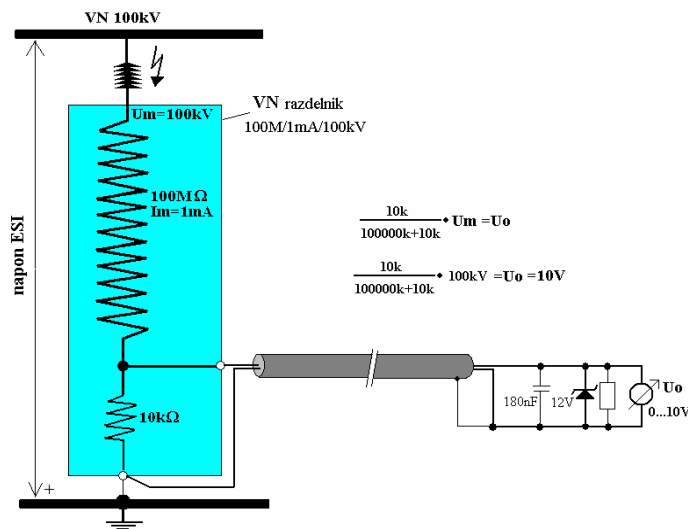 VN 100kV
Um=100kV
VN razdelnik
100M/1mA/100kV
100MΩ
Im=1mA
napon ESI
10k
100000k+10k
• Um =Uo
10k
100000k+10k
• 100kV =Uo =10V
10kΩ
180nF
12V
Uo
0...10V
+